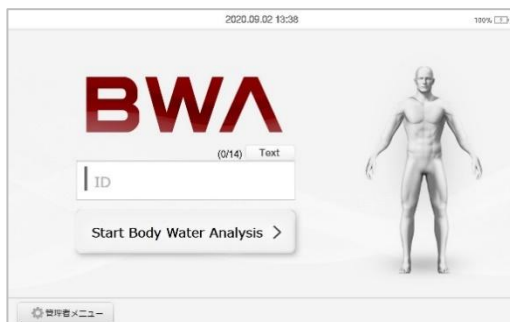 2020.09.02 13:38
100%
BWA
(0/14) Text
ID
Start Body Water Analysis >
管理者メニュー